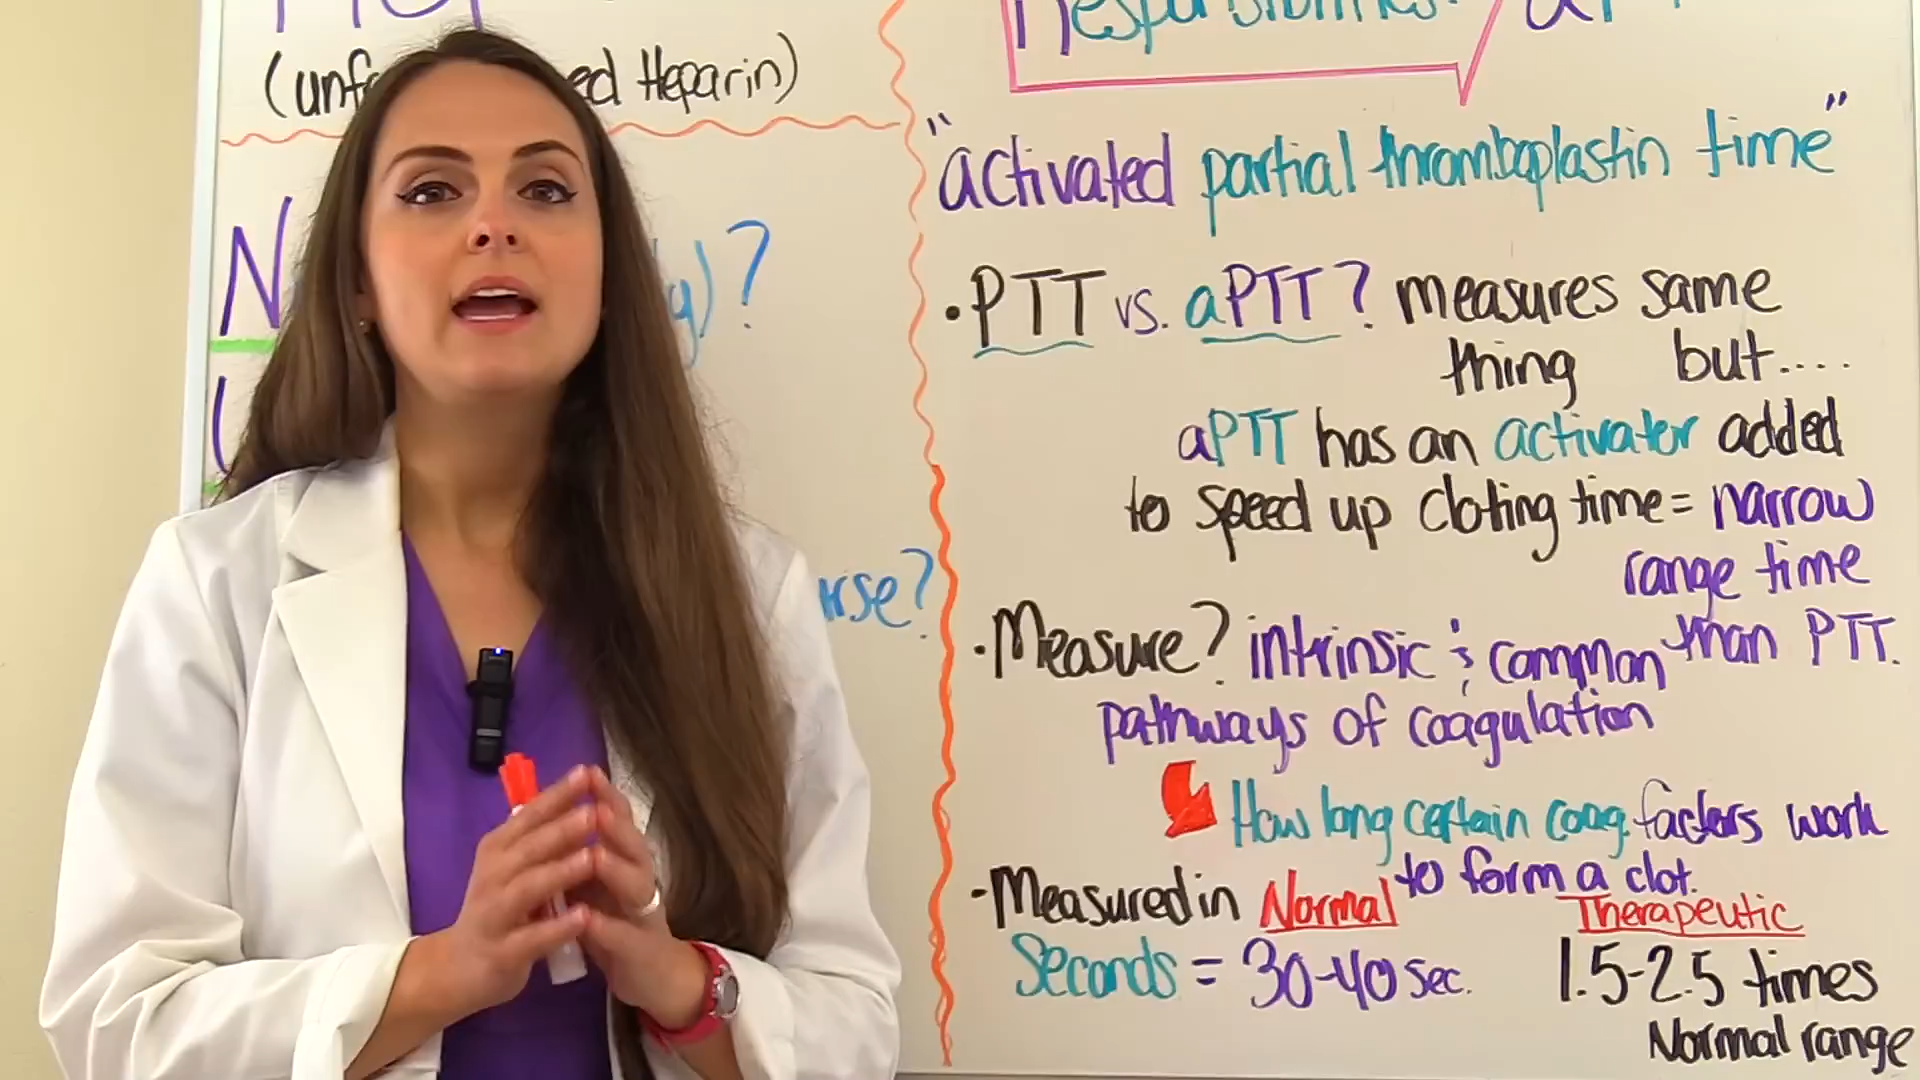 Heparin)
Responsibilities:
"activated partial thromboplastin time"
• PTT vs. aPTT? measures same
thing but....
aPTT has an activator added
to speed up cloting time = narrow
range time
than PTT.
rse?
• Measure? intrinsic & common
pathways of coagulation
How long certain coag. factors work
to form a clot.
- Measured in Normal Therapeutic
Seconds = 30-40 sec. 1.5-2.5 times
Normal range